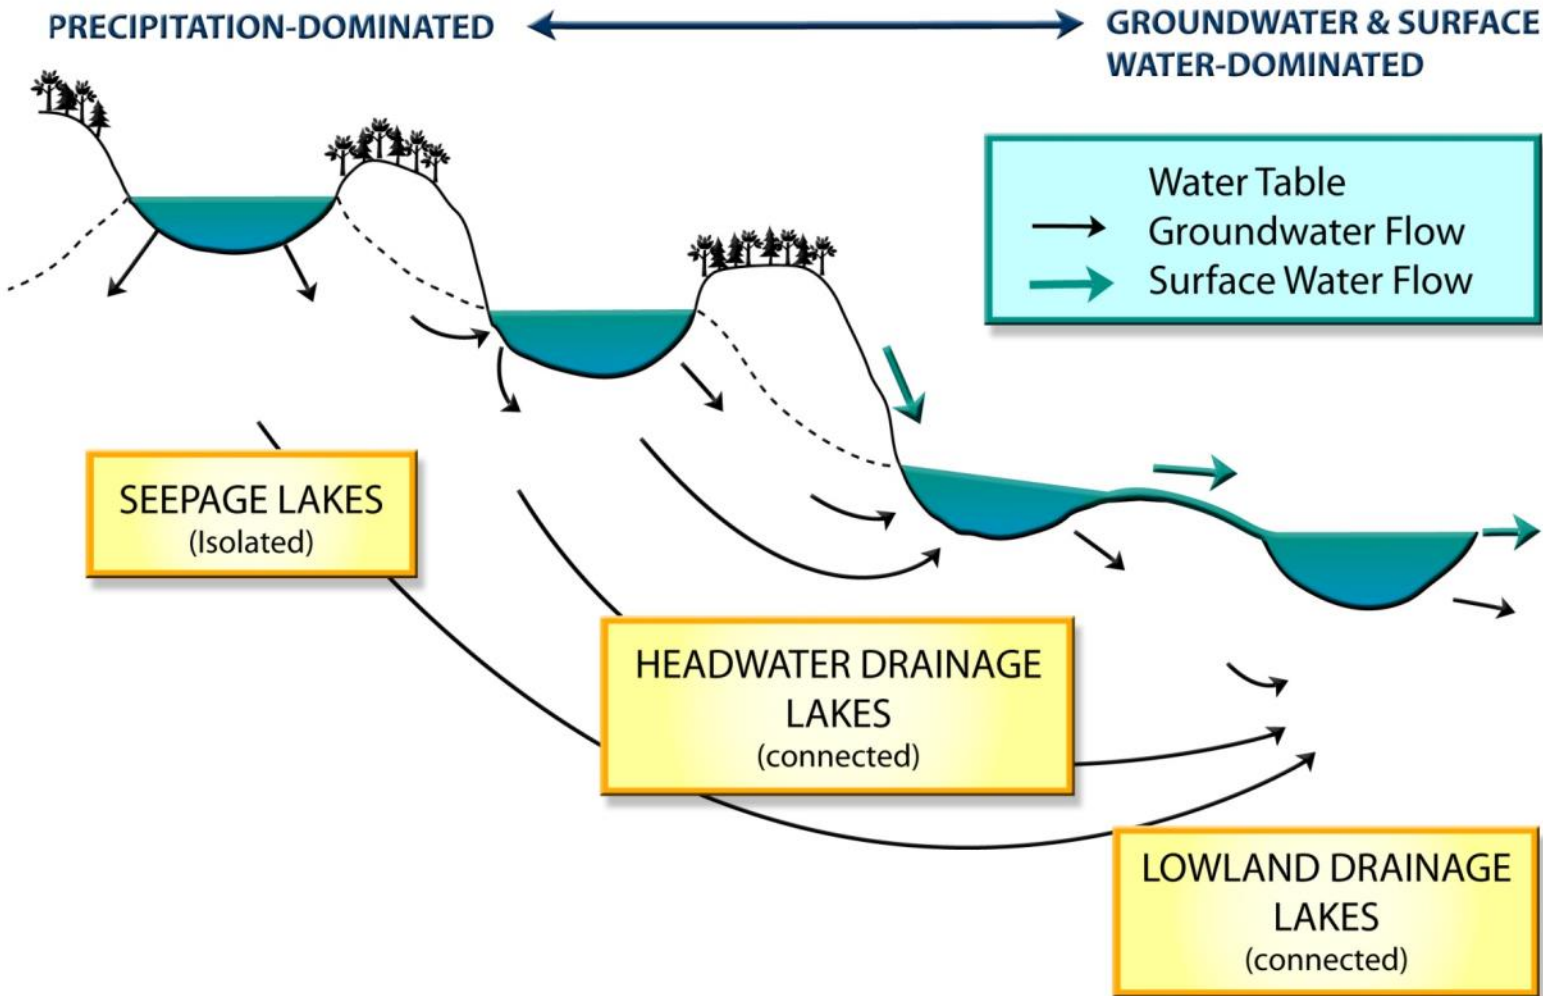 PRECIPITATION-DOMINATED
GROUNDWATER & SURFACE
WATER-DOMINATED
Water Table
Groundwater Flow
Surface Water Flow
SEEPAGE LAKES
(Isolated)
HEADWATER DRAINAGE
LAKES
(connected)
LOWLAND DRAINAGE
LAKES
(connected)